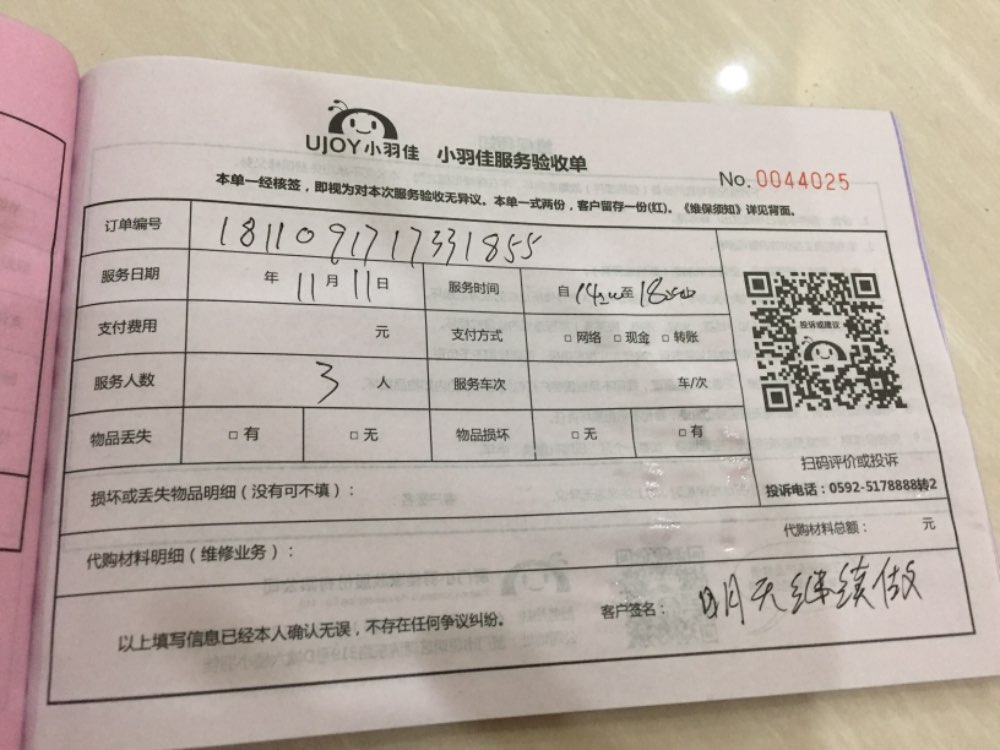 UJOY小羽佳 小羽佳服务验收单
No. 0044025
本单一经核签，即视为对本次服务验收无异议。本单一式两份，客户留存一份(红)。《维保须知》详见背面。
订单编号 181109171733 1855
服务日期 年 11 月 11 日 服务时间 自 14:00 至 18:00
支付费用 元 支付方式 □ 网络 □ 现金 □ 转账
服务人数 3 人 服务车次 车/次
物品丢失 □ 有 □ 无 物品损坏 □ 无 □ 有
投诉或建议
扫码评价或投诉
投诉电话：0592-5178888转2
损坏或丢失物品明细（没有可不填）：
代购材料明细（维修业务）： 代购材料总额： 元
以上填写信息已经本人确认无误，不存在任何争议纠纷。 客户签名： 明天继续做